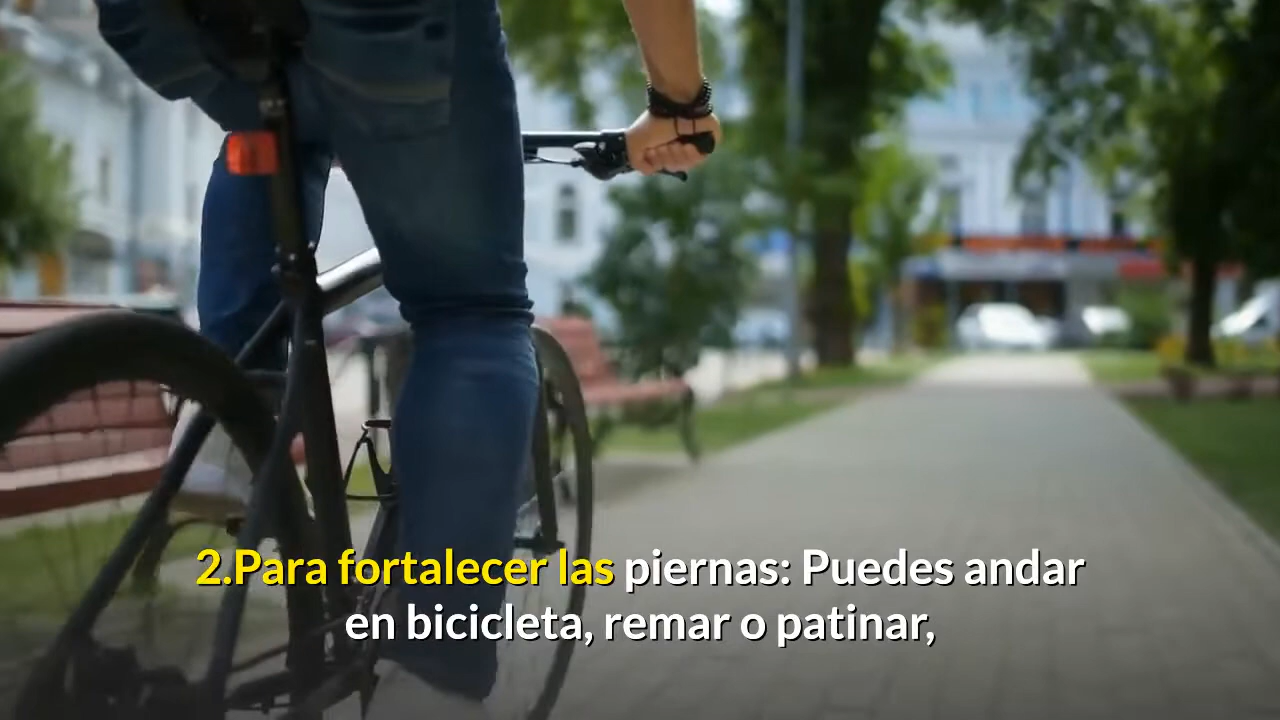 2.Para fortalecer las piernas: Puedes andar
en bicicleta, remar o patinar,